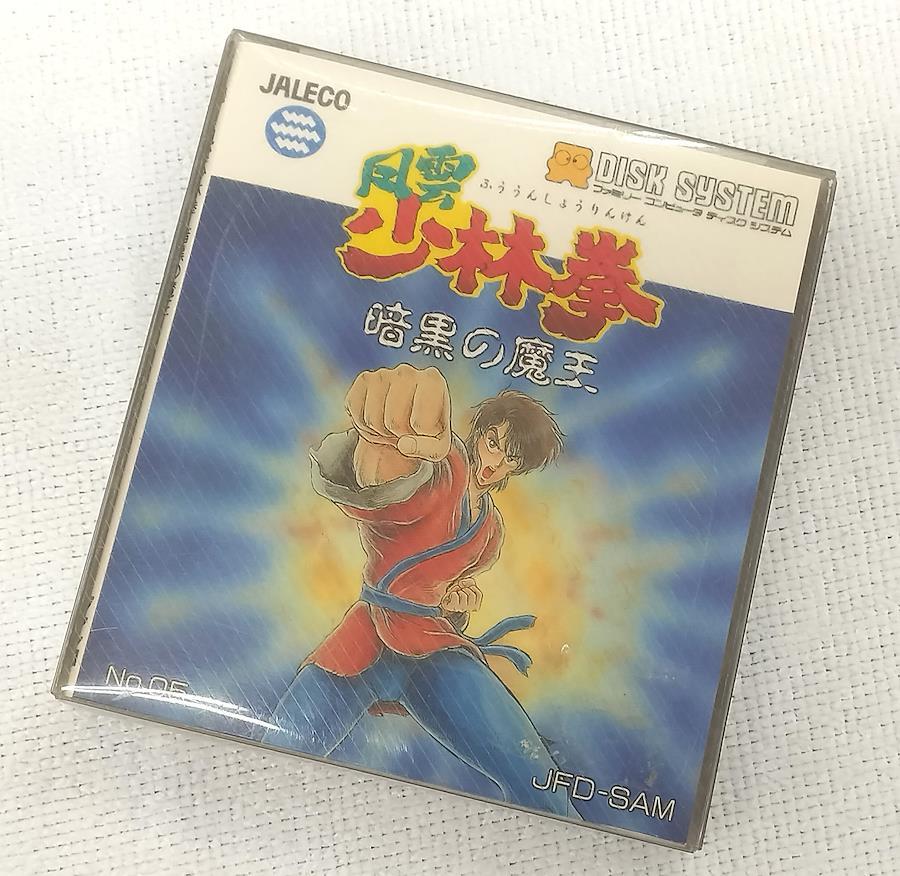 JALECO
DISK SYSTEM
ファミリー コンピュータ ディスク システム
風雲
ふううんしょうりんけん
少林拳
暗黒の魔王
No.05
JFD-SAM